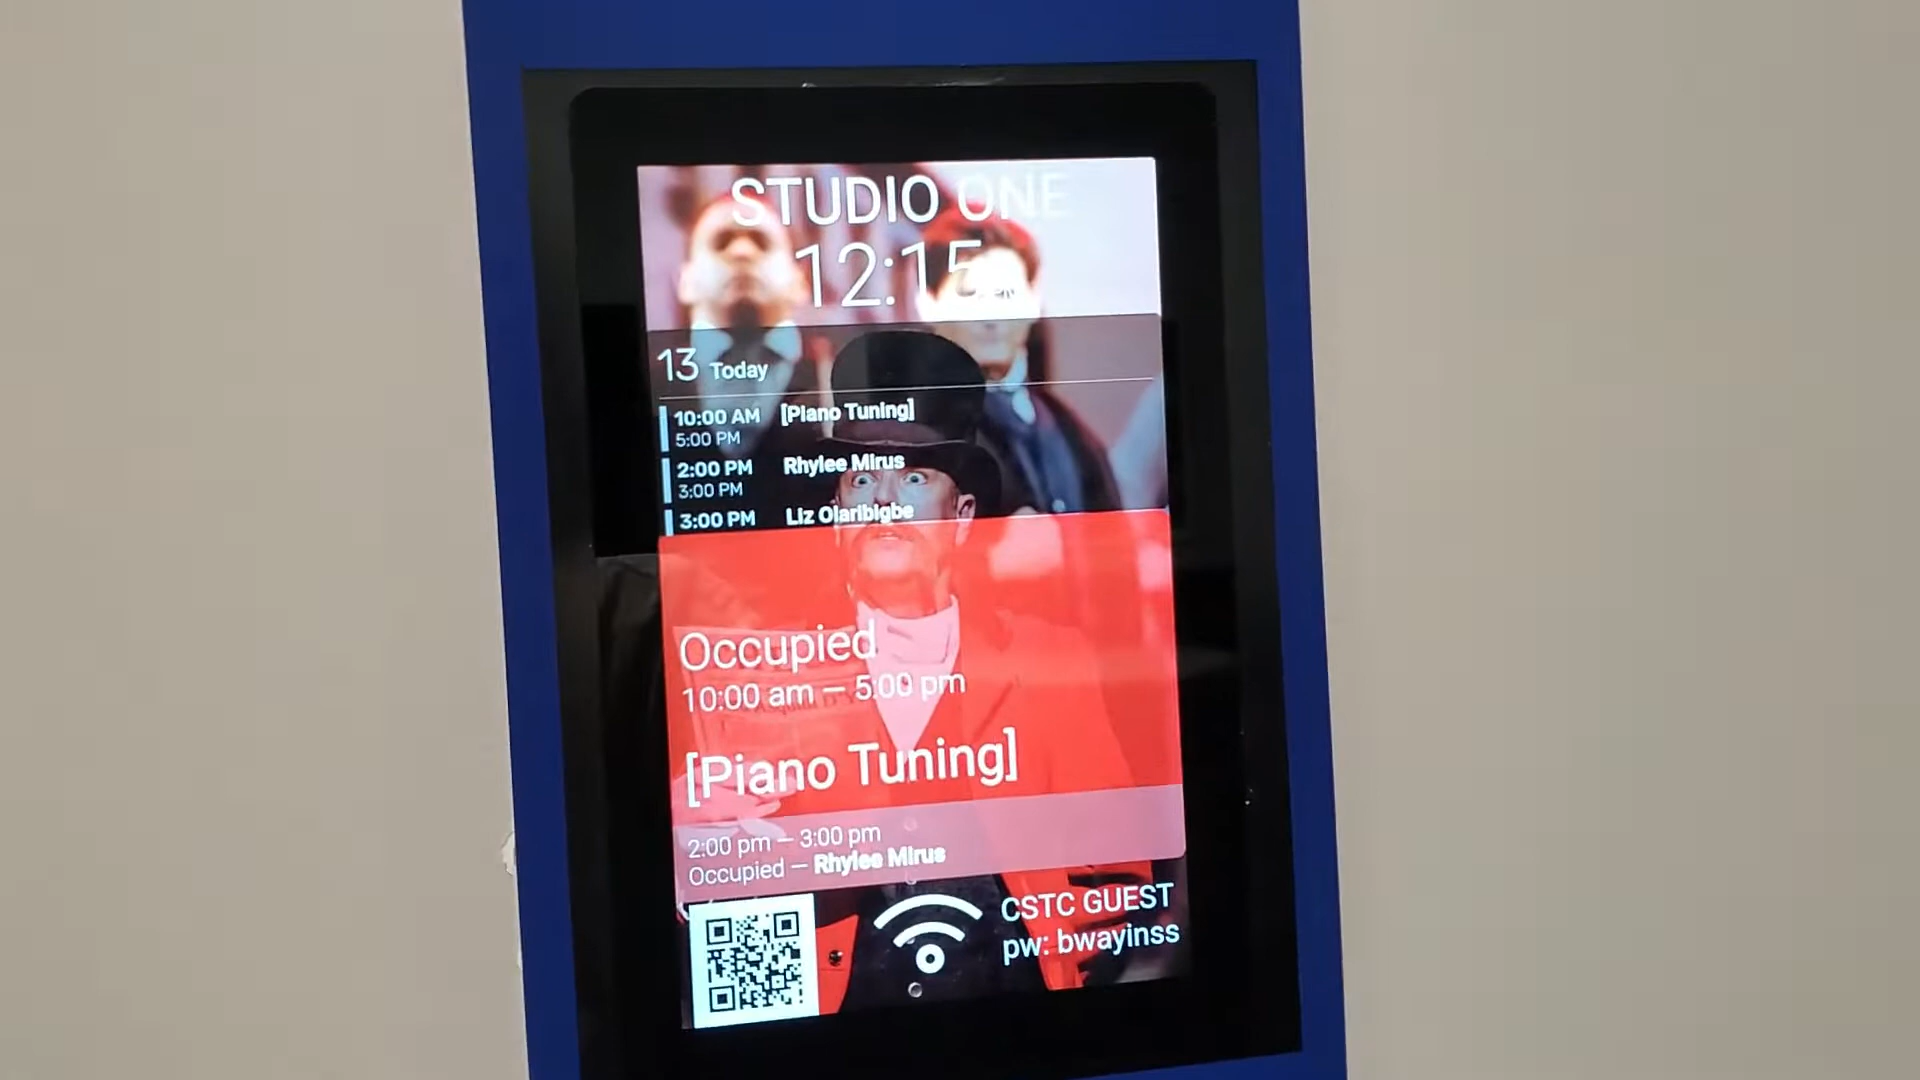 STUDIO ONE
12:15 PM
13 Today
10:00 AM [Piano Tuning]
5:00 PM
2:00 PM Rhylee Mirus
3:00 PM
3:00 PM Liz Olaribigbe
Occupied
10:00 am — 5:00 pm
[Piano Tuning]
2:00 pm — 3:00 pm
Occupied — Rhylee Mirus
CSTC GUEST
pw: bwayinss